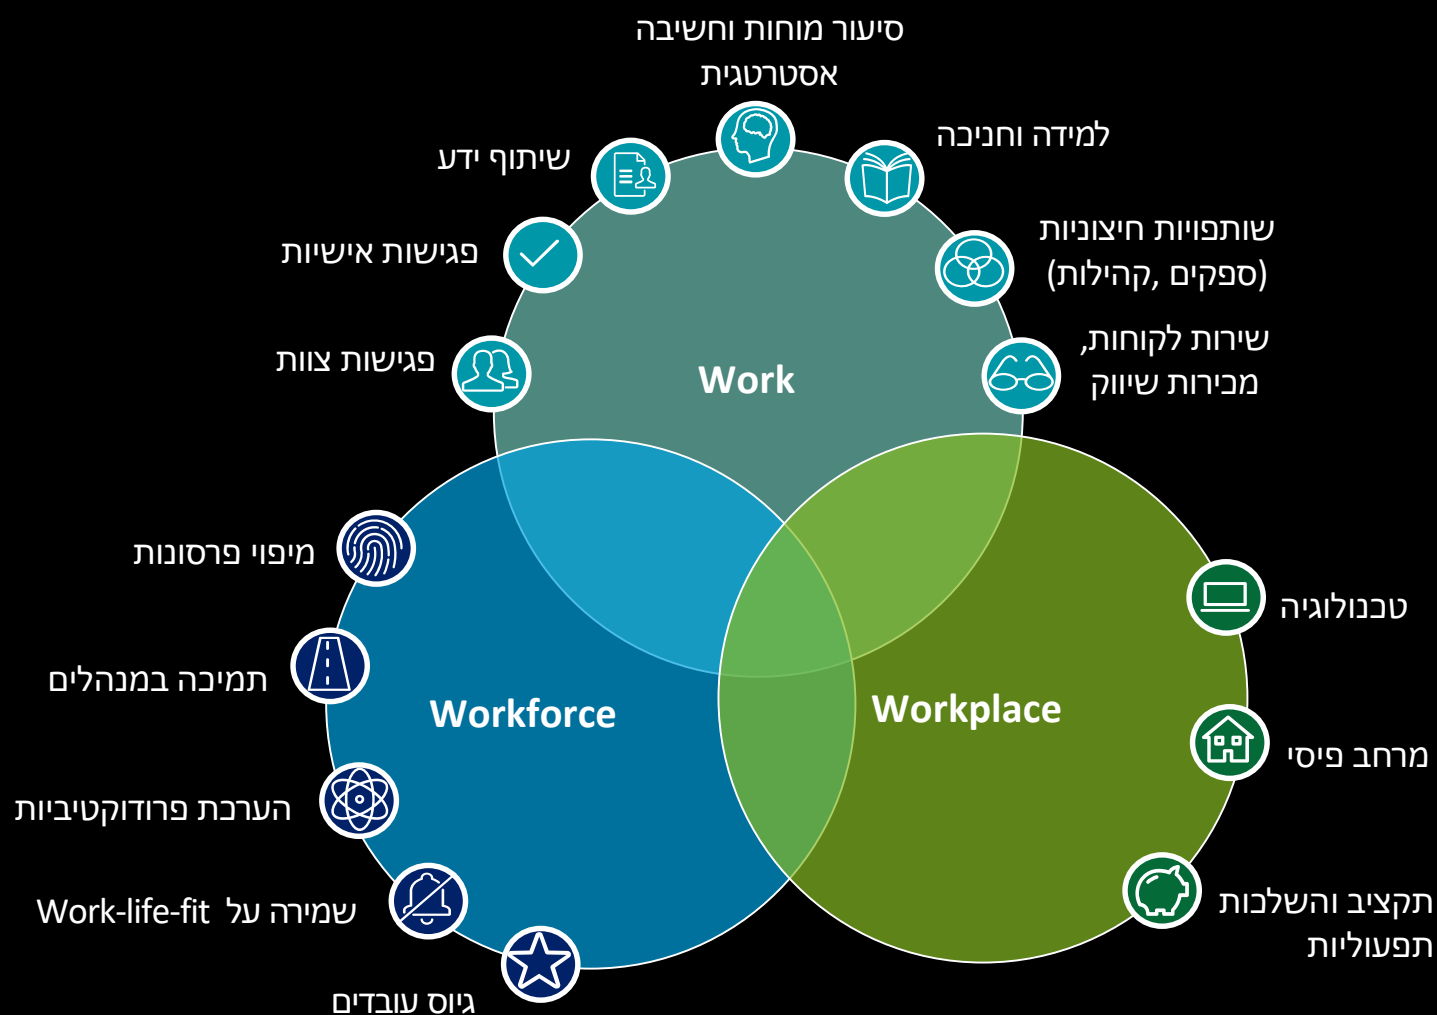 סיעור מוחות וחשיבה
אסטרטגית
למידה וחניכה
שיתוף ידע
שותפויות חיצוניות
(ספקים ,קהילות)
פגישות אישיות
שירות לקוחות,
מכירות שיווק
פגישות צוות
Work
מיפוי פרסונות
תמיכה במנהלים
הערכת פרודוקטיביות
שמירה על Work-life-fit
גיוס עובדים
Workforce
Workplace
טכנולוגיה
מרחב פיסי
תקציב והשלכות
תפעוליות